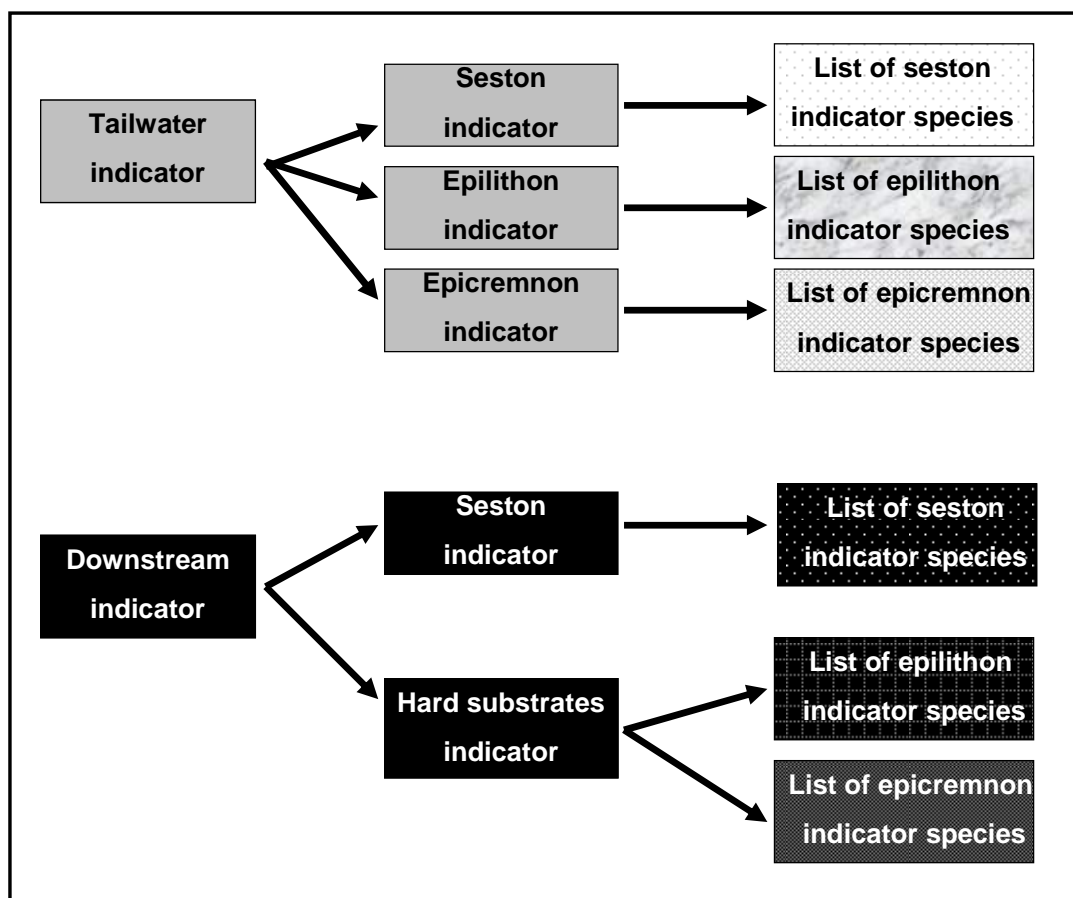 Tailwater
indicator
Seston
indicator
List of seston
indicator species
Epilithon
indicator
List of epilithon
indicator species
Epicremnon
indicator
List of epicremnon
indicator species
Downstream
indicator
Seston
indicator
List of seston
indicator species
Hard substrates
indicator
List of epilithon
indicator species
List of epicremnon
indicator species